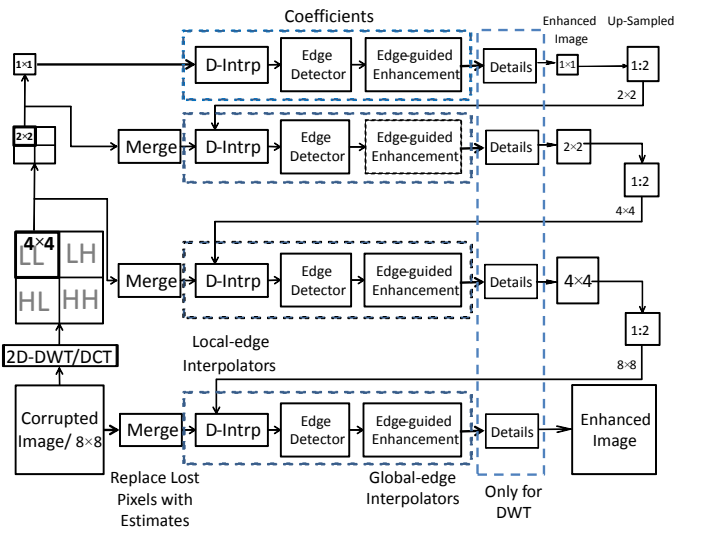 Coefficients
Enhanced
Image
Up-Sampled
1×1
D-Intrp
Edge
Detector
Edge-guided
Enhancement
Details
1×1
1:2
2×2
2×2
Merge
D-Intrp
Edge
Detector
Edge-guided
Enhancement
Details
2×2
1:2
4×4
4×4
LL
LH
HL
HH
Merge
D-Intrp
Edge
Detector
Edge-guided
Enhancement
Details
4×4
1:2
8×8
2D-DWT/DCT
Local-edge
Interpolators
Corrupted
Image/ 8×8
Merge
D-Intrp
Edge
Detector
Edge-guided
Enhancement
Details
Enhanced
Image
Replace Lost
Pixels with
Estimates
Global-edge
Interpolators
Only for
DWT